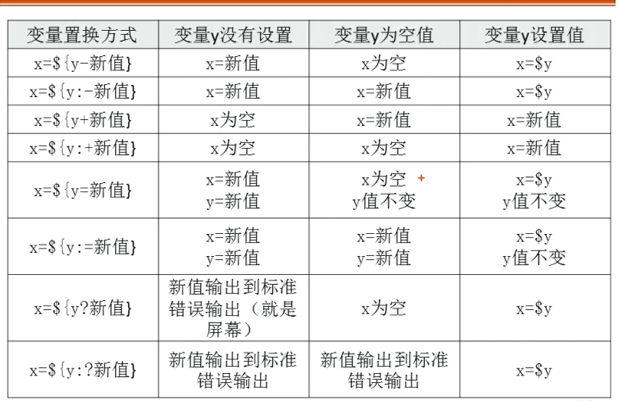 变量置换方式 变量y没有设置 变量y为空值 变量y设置值
x=${y-新值} x=新值 x为空 x=$y
x=${y:-新值} x=新值 x=新值 x=$y
x=${y+新值} x为空 x=新值 x=新值
x=${y:+新值} x为空 x为空 x=新值
x=${y=新值} x=新值 x为空 + x=$y
y=新值 y值不变 y值不变
x=${y:=新值} x=新值 x=新值 x=$y
y=新值 y=新值 y值不变
新值输出到标准
x=${y?新值} 错误输出（就是 x为空 x=$y
屏幕）
x=${y:?新值} 新值输出到标准 新值输出到标准 x=$y
错误输出 错误输出